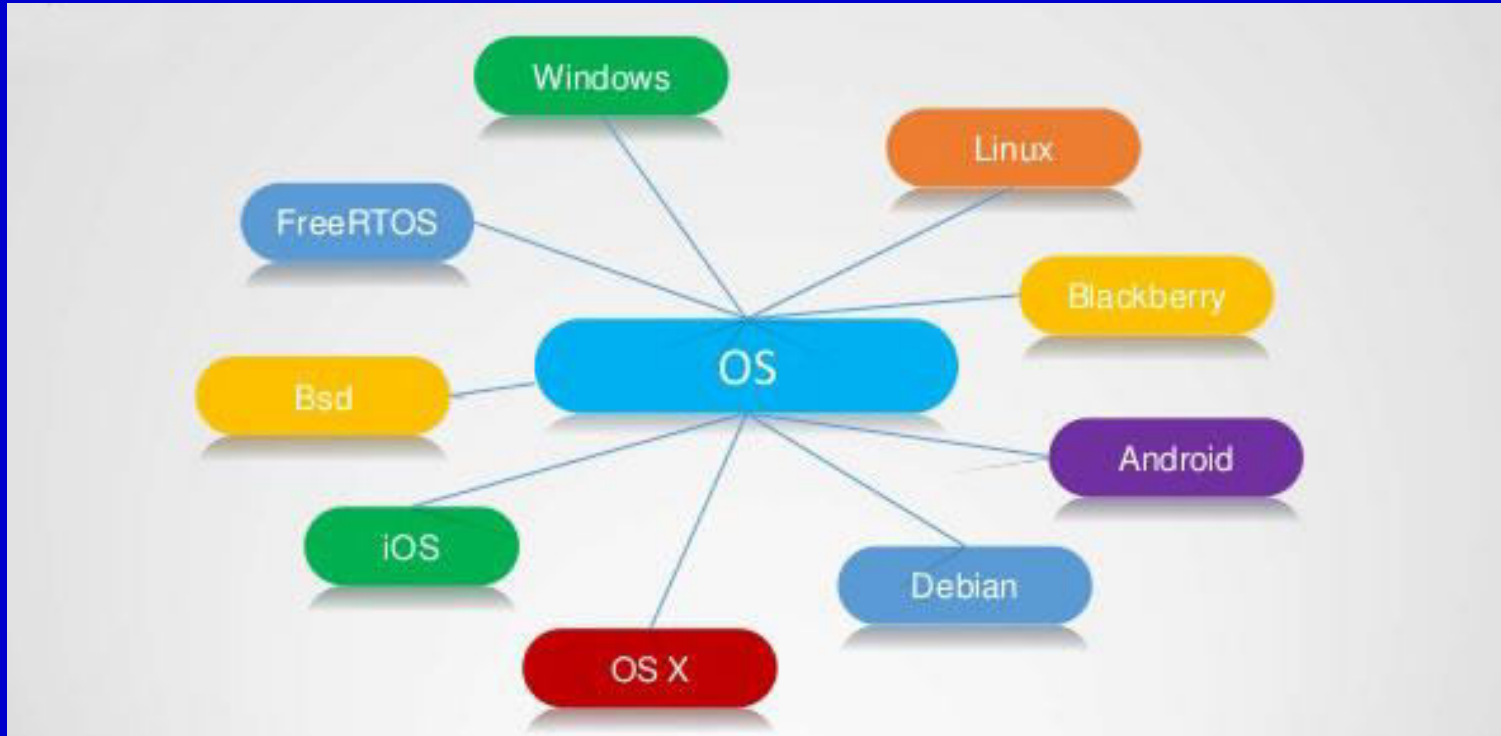 Windows
Linux
FreeRTOS
Blackberry
OS
Bsd
Android
iOS
Debian
OS X